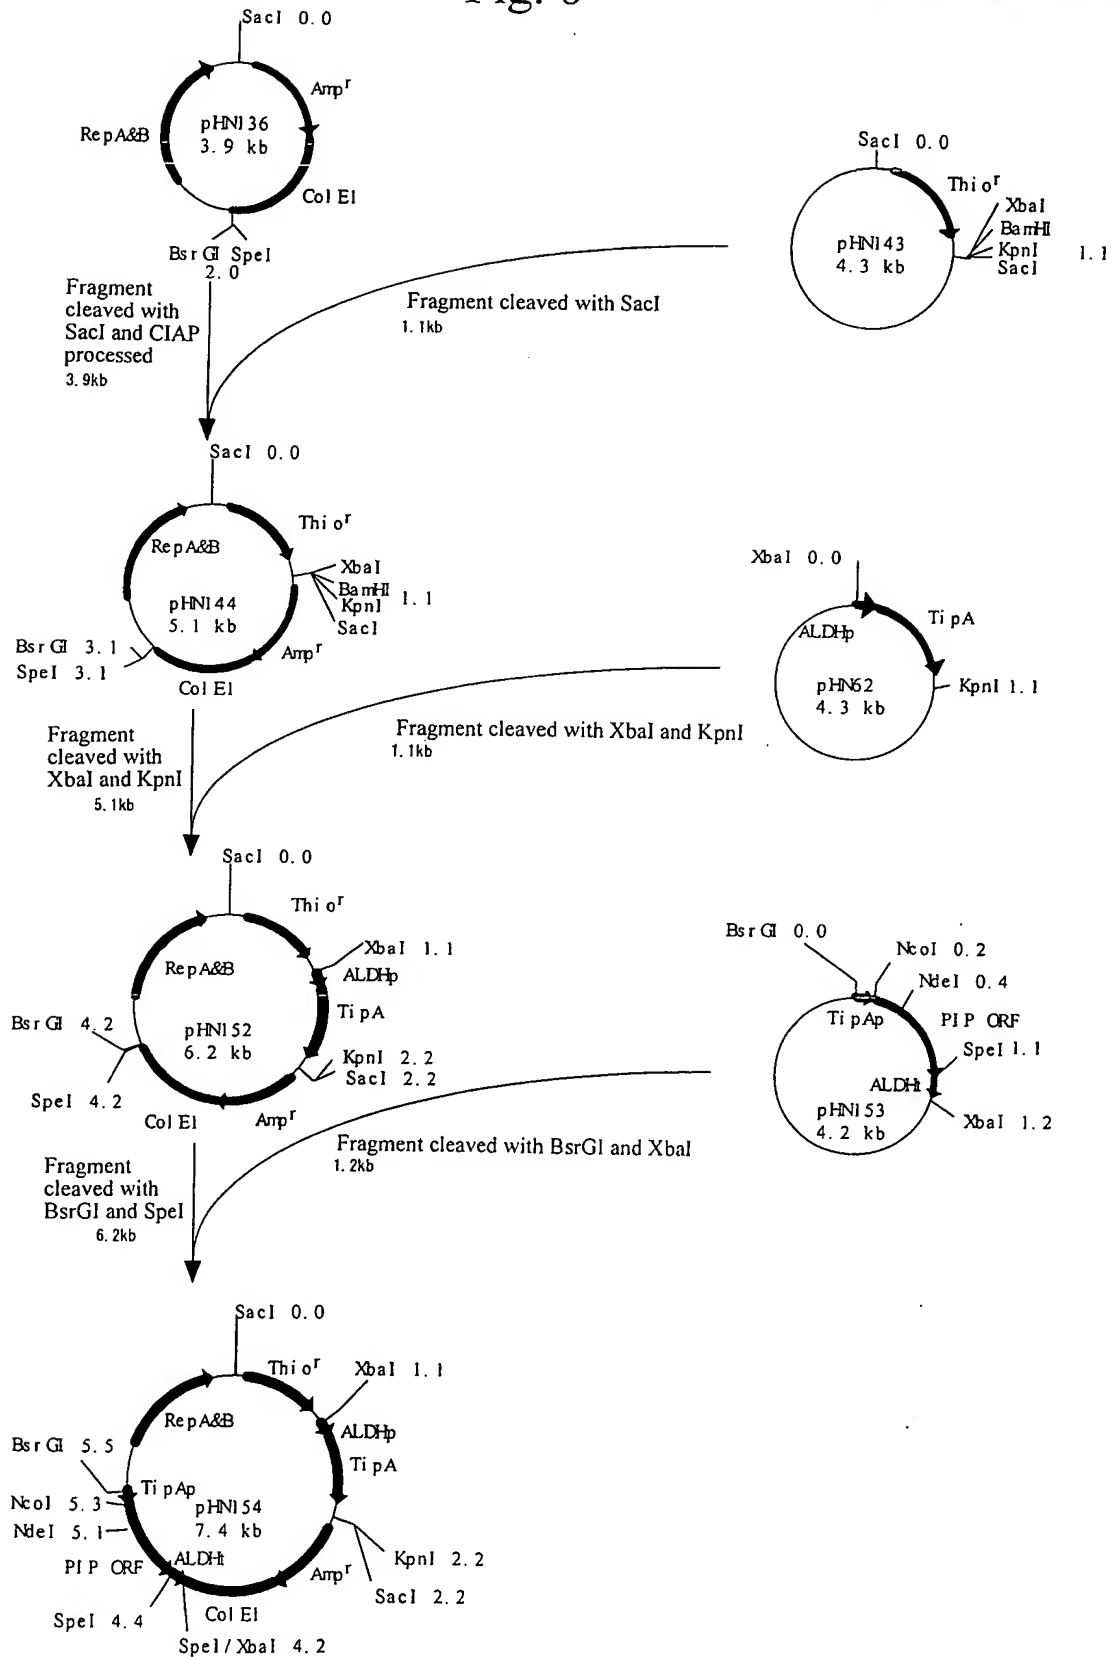 SacI 0.0
Ampr
pHN136
3.9 kb
RepA&B
Col EI
BsrGI SpeI
2.0
SacI 0.0
Thior
XbaI
BamHI
KpnI
SacI
1.1
pHN143
4.3 kb
Fragment
cleaved with
SacI and CIAP
processed
3.9kb
Fragment cleaved with SacI
1.1kb
SacI 0.0
Thior
RepA&B
XbaI
BamHI
KpnI
SacI
1.1
pHN144
5.1 kb
BsrGI 3.1
SpeI 3.1
Ampr
Col EI
XbaI 0.0
TipA
ALDHp
pHN62
4.3 kb
KpnI 1.1
Fragment
cleaved with
XbaI and KpnI
5.1kb
Fragment cleaved with XbaI and KpnI
1.1kb
SacI 0.0
Thior
XbaI 1.1
RepA&B
ALDHp
TipA
pHN152
6.2 kb
BsrGI 4.2
KpnI 2.2
SacI 2.2
SpeI 4.2
Col EI
Ampr
BsrGI 0.0
NcoI 0.2
NdeI 0.4
TipAp
PIP ORF
SpeI 1.1
ALDHt
pHN153
4.2 kb
XbaI 1.2
Fragment
cleaved with
BsrGI and SpeI
6.2kb
Fragment cleaved with BsrGI and XbaI
1.2kb
SacI 0.0
Thior
XbaI 1.1
RepA&B
ALDHp
TipA
BsrGI 5.5
TipAp
NcoI 5.3
NdeI 5.1
pHN154
7.4 kb
PIP ORF
ALDHt
KpnI 2.2
Ampr
SacI 2.2
SpeI 4.4
Col EI
SpeI/XbaI 4.2